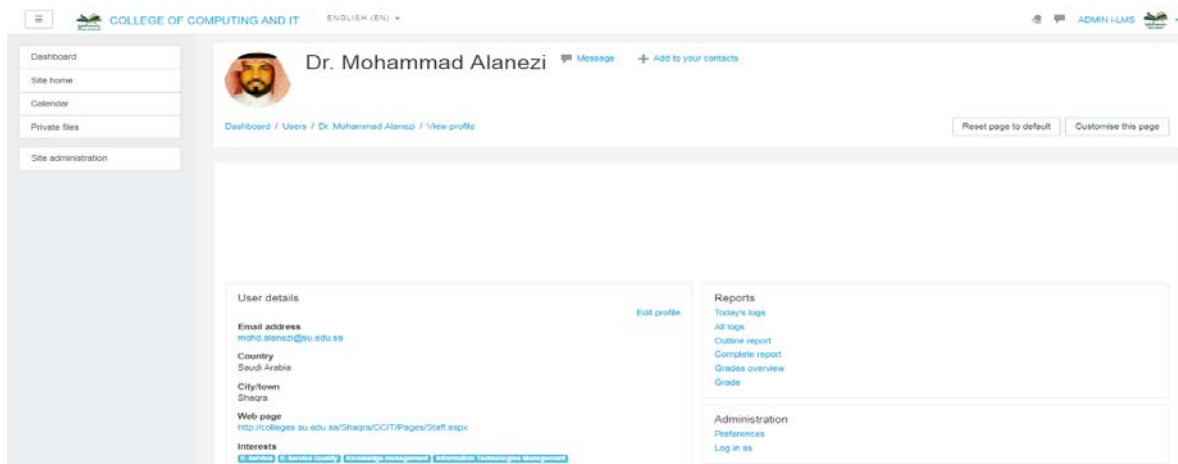 COLLEGE OF COMPUTING AND IT
ENGLISH (EN)
ADMIN i-LMS
Dashboard
Site home
Calendar
Private files
Site administration
Dr. Mohammad Alanezi
Message
Add to your contacts
Dashboard / Users / Dr. Mohammad Alanezi / View profile
Reset page to default
Customise this page
User details
Edit profile
Email address
mohd.alanezi@su.edu.sa
Country
Saudi Arabia
City/town
Shaqra
Web page
http://colleges.su.edu.sa/Shaqra/CCIT/Pages/Staff.aspx
Interests
E-Service E-Service Quality Knowledge management Information Technologies Management
Reports
Today's logs
All logs
Outline report
Complete report
Grades overview
Grade
Administration
Preferences
Log in as